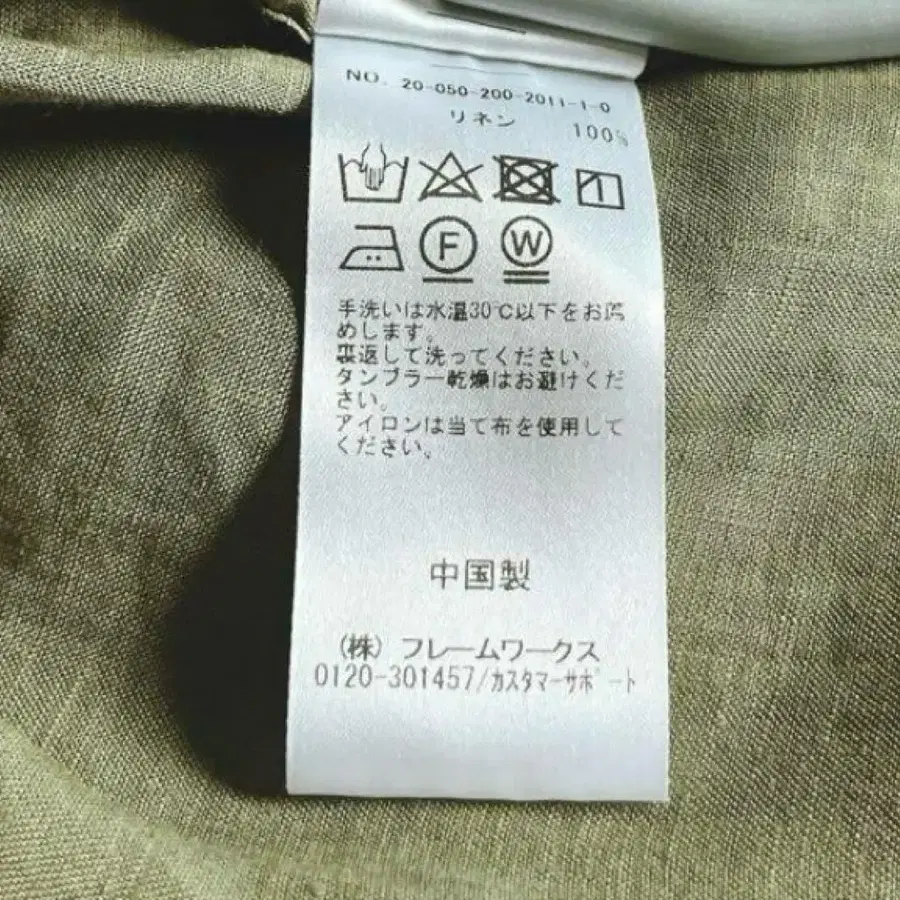 NO. 20-050-200-2011-1-0
リネン 100%
F W
手洗いは水温30℃以下をお薦
めします。
裏返して洗ってください。
タンブラー乾燥はお避けくだ
さい。
アイロンは当て布を使用して
ください。
中国製
(株) フレームワークス
0120-301457/カスタマーサポート